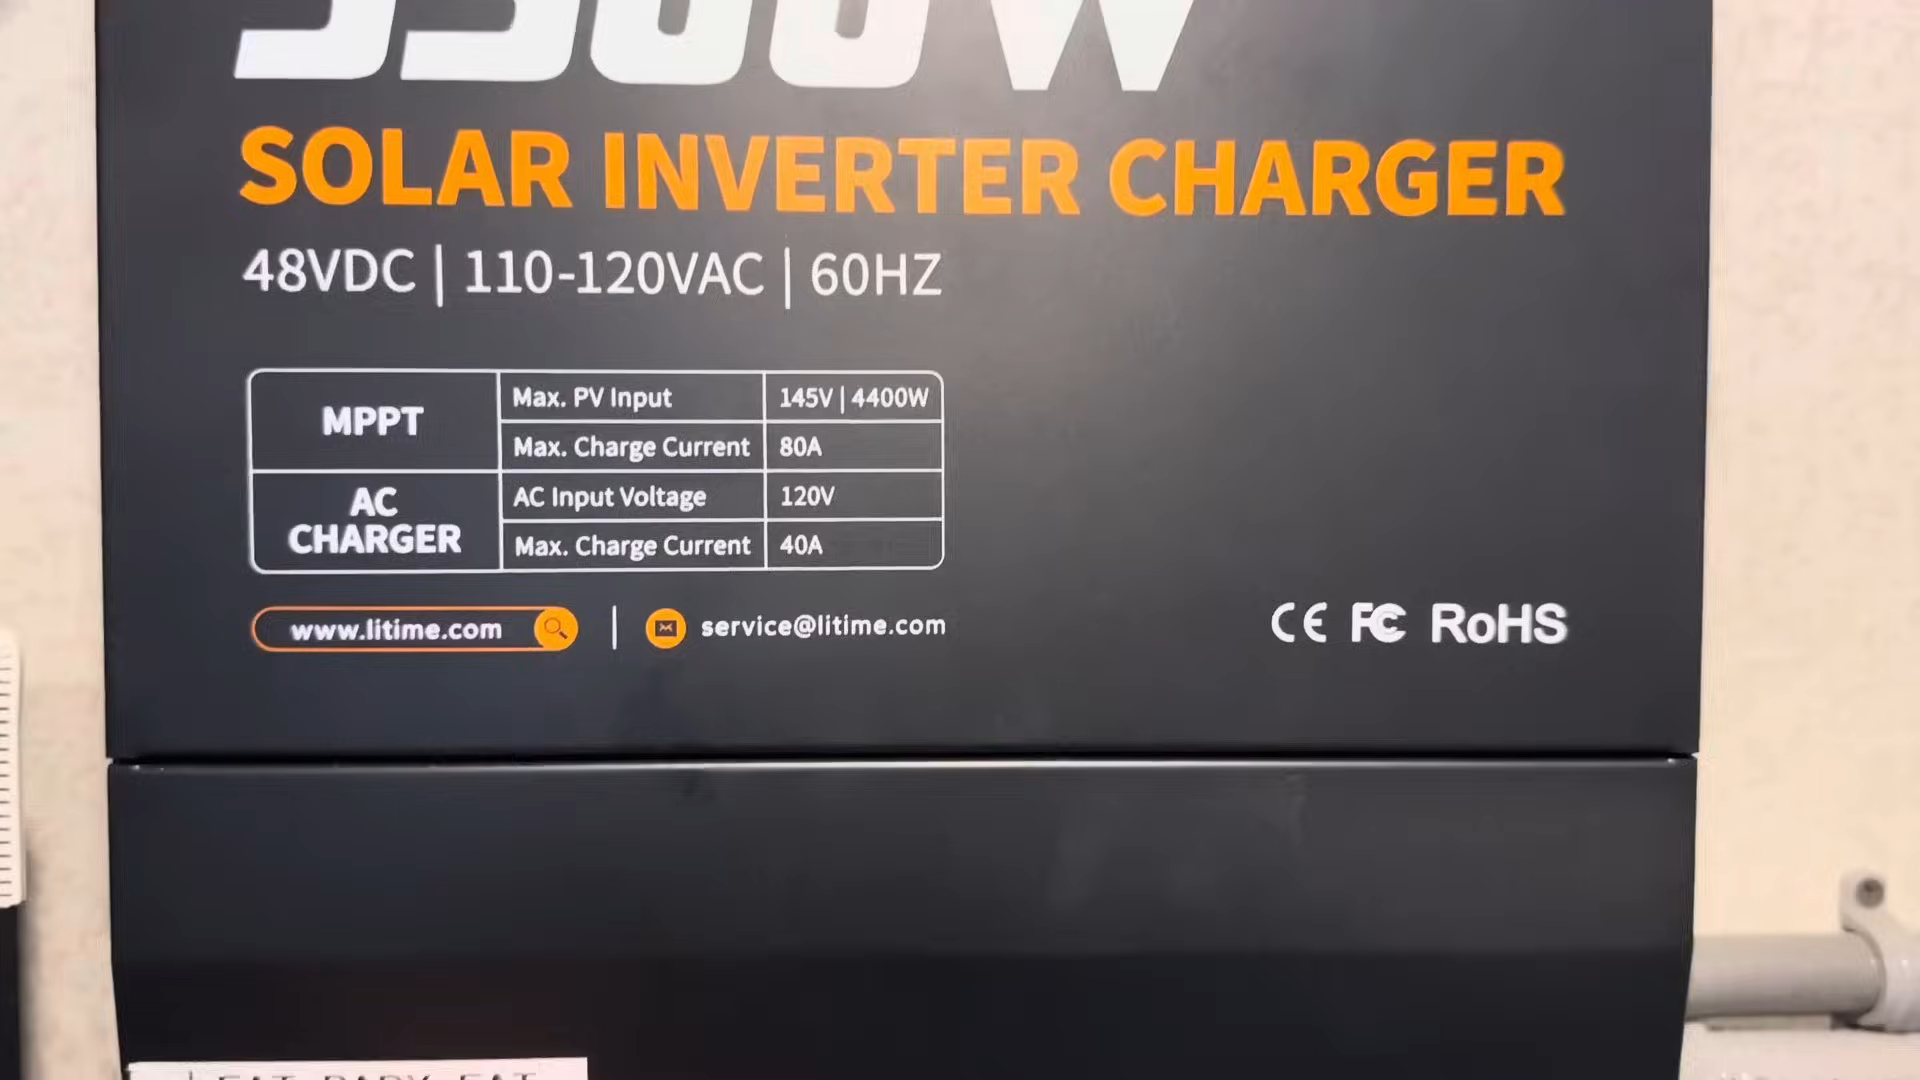 SOLAR INVERTER CHARGER
48VDC | 110-120VAC | 60HZ
MPPT
Max. PV Input 145V | 4400W
Max. Charge Current 80A
AC CHARGER
AC Input Voltage 120V
Max. Charge Current 40A
www.litime.com | service@litime.com
CE FC RoHS